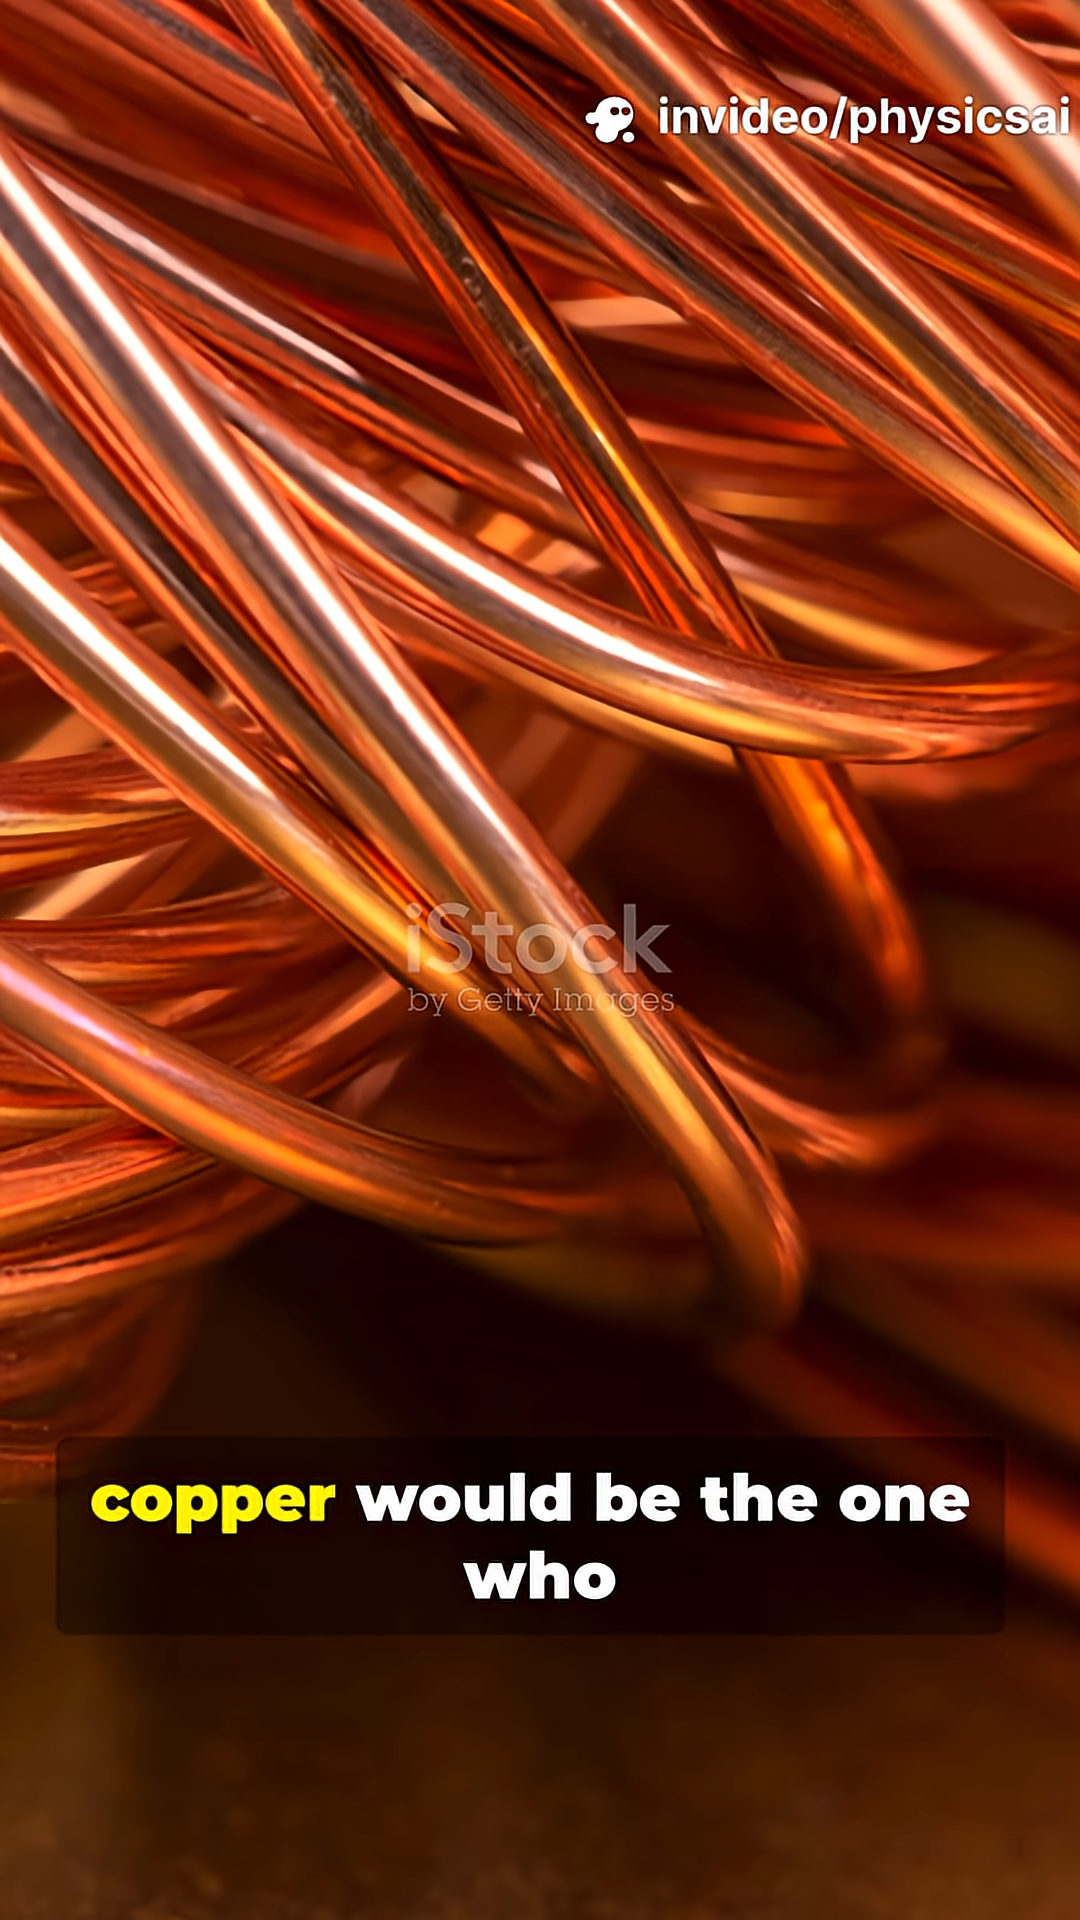 invideo/physicsai
iStock
by Getty Images
copper would be the one
who